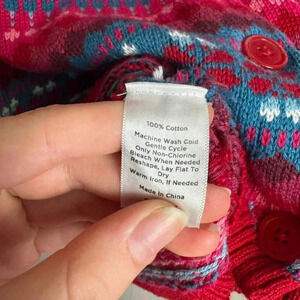 100% Cotton
Machine Wash Cold
Gentle Cycle
Only Non-Chlorine
Bleach When Needed
Reshape, Lay Flat To
Dry
Warm Iron, If Needed
Made in China